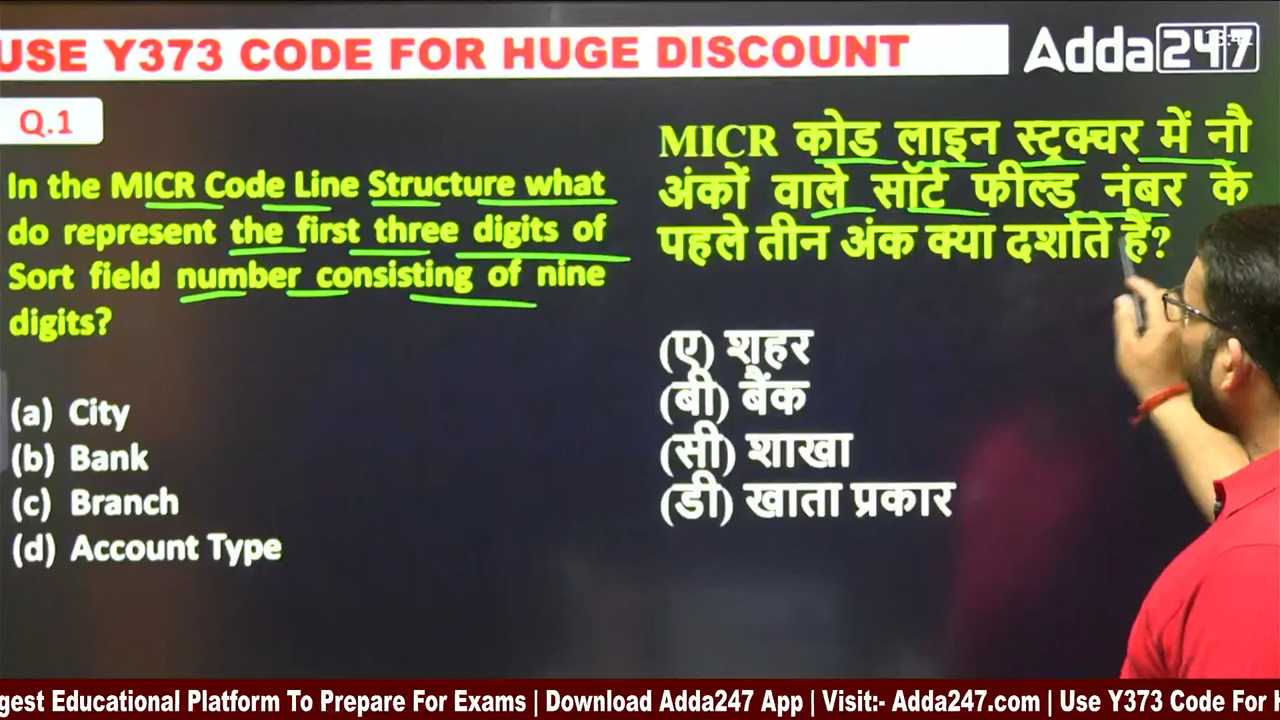 USE Y373 CODE FOR HUGE DISCOUNT
Adda247
Q.1
In the MICR Code Line Structure what
do represent the first three digits of
Sort field number consisting of nine
digits?
(a) City
(b) Bank
(c) Branch
(d) Account Type
MICR कोड लाइन स्ट्रक्चर में नौ
अंकों वाले सॉर्ट फील्ड नंबर के
पहले तीन अंक क्या दर्शाते हैं?
(ए) शहर
(बी) बैंक
(सी) शाखा
(डी) खाता प्रकार
gest Educational Platform To Prepare For Exams | Download Adda247 App | Visit:- Adda247.com | Use Y373 Code For